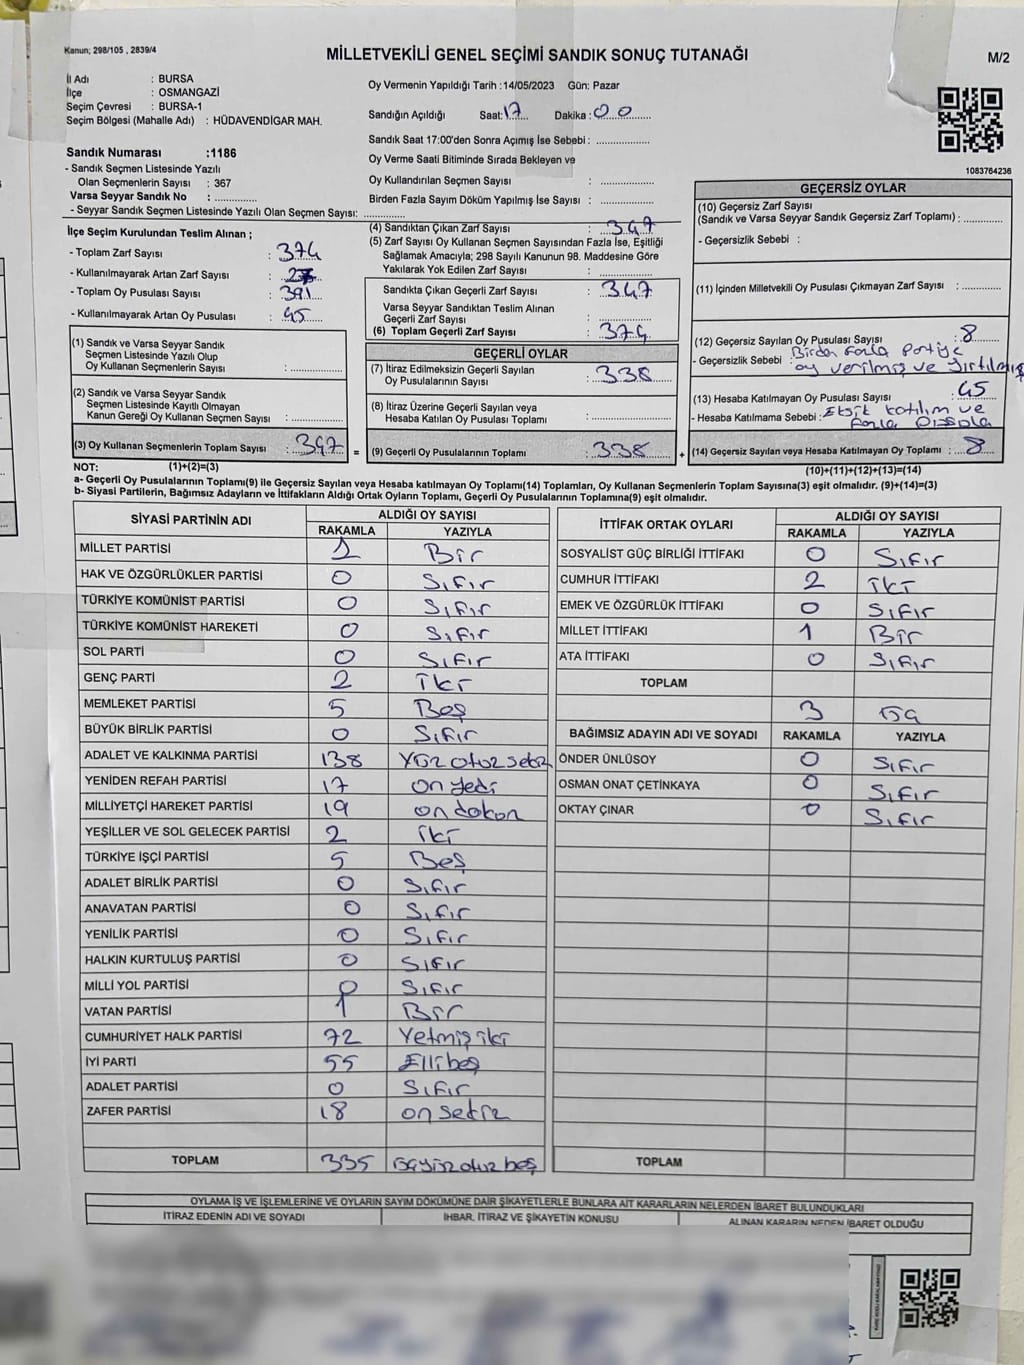 Kanun; 298/105 , 2839/4
MİLLETVEKİLİ GENEL SEÇİMİ SANDIK SONUÇ TUTANAĞI
M/2
İl Adı : BURSA
İlçe : OSMANGAZİ
Seçim Çevresi : BURSA-1
Seçim Bölgesi (Mahalle Adı) : HÜDAVENDİGAR MAH.
Sandık Numarası :1186
- Sandık Seçmen Listesinde Yazılı
Olan Seçmenlerin Sayısı : 367
Varsa Seyyar Sandık No :
- Seyyar Sandık Seçmen Listesinde Yazılı Olan Seçmen Sayısı:
Oy Vermenin Yapıldığı Tarih :14/05/2023 Gün: Pazar
Sandığın Açıldığı Saat: 17 Dakika : 00
Sandık Saat 17:00'den Sonra Açımış İse Sebebi :
Oy Verme Saati Bitiminde Sırada Bekleyen ve
Oy Kullandırılan Seçmen Sayısı :
Birden Fazla Sayım Döküm Yapılmış İse Sayısı :
1083764236
İlçe Seçim Kurulundan Teslim Alınan ;
- Toplam Zarf Sayısı : 374
- Kullanılmayarak Artan Zarf Sayısı :
- Toplam Oy Pusulası Sayısı : 391
- Kullanılmayarak Artan Oy Pusulası : 45
(1) Sandık ve Varsa Seyyar Sandık
Seçmen Listesinde Yazılı Olup
Oy Kullanan Seçmenlerin Sayısı :
(2) Sandık ve Varsa Seyyar Sandık
Seçmen Listesinde Kayıtlı Olmayan
Kanun Gereği Oy Kullanan Seçmen Sayısı :
(3) Oy Kullanan Seçmenlerin Toplam Sayısı : 347 =
(4) Sandıktan Çıkan Zarf Sayısı : 347
(5) Zarf Sayısı Oy Kullanan Seçmen Sayısından Fazla İse, Eşitliği
Sağlamak Amacıyla; 298 Sayılı Kanunun 98. Maddesine Göre
Yakılarak Yok Edilen Zarf Sayısı :
Sandıkta Çıkan Geçerli Zarf Sayısı : 347
Varsa Seyyar Sandıktan Teslim Alınan
Geçerli Zarf Sayısı :
(6) Toplam Geçerli Zarf Sayısı : 374
GEÇERLİ OYLAR
(7) İtiraz Edilmeksizin Geçerli Sayılan
Oy Pusulalarının Sayısı : 338
(8) İtiraz Üzerine Geçerli Sayılan veya
Hesaba Katılan Oy Pusulası Toplamı :
(9) Geçerli Oy Pusulalarının Toplamı : 338 +
GEÇERSİZ OYLAR
(10) Geçersiz Zarf Sayısı
(Sandık ve Varsa Seyyar Sandık Geçersiz Zarf Toplamı) :
- Geçersizlik Sebebi :
(11) İçinden Milletvekili Oy Pusulası Çıkmayan Zarf Sayısı :
(12) Geçersiz Sayılan Oy Pusulası Sayısı : 8
- Geçersizlik Sebebi : Birden fazla Partiye
oy verilmiş ve yırtılmış
(13) Hesaba Katılmayan Oy Pusulası Sayısı : 45
- Hesaba Katılmama Sebebi : Eksik katılım ve
fazla
(14) Geçersiz Sayılan veya Hesaba Katılmayan Oy Toplamı : 8
NOT: (1)+(2)=(3)
(10)+(11)+(12)+(13)=(14)
a- Geçerli Oy Pusulasının Toplamı(9) ile Geçersiz Sayılan veya Hesaba katılmayan Oy Toplamı(14) Toplamları, Oy Kullanan Seçmenlerin Toplam Sayısına(3) eşit olmalıdır. (9)+(14)=(3)
b- Siyasi Partilerin, Bağımsız Adayların ve İttifakların Aldığı Ortak Oyların Toplamı, Geçerli Oy Pusulalarının Toplamına(9) eşit olmalıdır.
SİYASİ PARTİNİN ADI ALDIĞI OY SAYISI
RAKAMLA YAZIYLA
MİLLET PARTİSİ 1 Bir
HAK VE ÖZGÜRLÜKLER PARTİSİ 0 Sıfır
TÜRKİYE KOMÜNİST PARTİSİ 0 Sıfır
TÜRKİYE KOMÜNİST HAREKETİ 0 Sıfır
SOL PARTİ 0 Sıfır
GENÇ PARTİ 2 İki
MEMLEKET PARTİSİ 5 Beş
BÜYÜK BİRLİK PARTİSİ 0 Sıfır
ADALET VE KALKINMA PARTİSİ 138 Yüz otuz sekiz
YENİDEN REFAH PARTİSİ 17 on yedi
MİLLİYETÇİ HAREKET PARTİSİ 19 on dokuz
YEŞİLLER VE SOL GELECEK PARTİSİ 2 iki
TÜRKİYE İŞÇİ PARTİSİ 5 Beş
ADALET BİRLİK PARTİSİ 0 Sıfır
ANAVATAN PARTİSİ 0 Sıfır
YENİLİK PARTİSİ 0 Sıfır
HALKIN KURTULUŞ PARTİSİ 0 Sıfır
MİLLİ YOL PARTİSİ 0 Sıfır
VATAN PARTİSİ 1 Bir
CUMHURİYET HALK PARTİSİ 72 Yetmiş iki
İYİ PARTİ 55 Elli beş
ADALET PARTİSİ 0 Sıfır
ZAFER PARTİSİ 18 on sekiz
TOPLAM 335 üçyüz otuz beş
İTTİFAK ORTAK OYLARI ALDIĞI OY SAYISI
RAKAMLA YAZIYLA
SOSYALİST GÜÇ BİRLİĞİ İTTİFAKI 0 Sıfır
CUMHUR İTTİFAKI 2 iki
EMEK VE ÖZGÜRLÜK İTTİFAKI 0 Sıfır
MİLLET İTTİFAKI 1 Bir
ATA İTTİFAKI 0 Sıfır
TOPLAM
3 üç
BAĞIMSIZ ADAYIN ADI VE SOYADI RAKAMLA YAZIYLA
ÖNDER ÜNLÜSOY 0 Sıfır
OSMAN ONAT ÇETİNKAYA 0 Sıfır
OKTAY ÇINAR 0 Sıfır
TOPLAM
OYLAMA İŞ VE İŞLEMLERİNE VE OYLARIN SAYIM DÖKÜMÜNE DAİR ŞİKAYETLERLE BUNLARA AİT KARARLARIN NELERDEN İBARET BULUNDUKLARI
İTİRAZ EDENİN ADI VE SOYADI İHBAR, İTİRAZ VE ŞİKAYETİN KONUSU ALINAN KARARIN NEDEN İBARET OLDUĞU